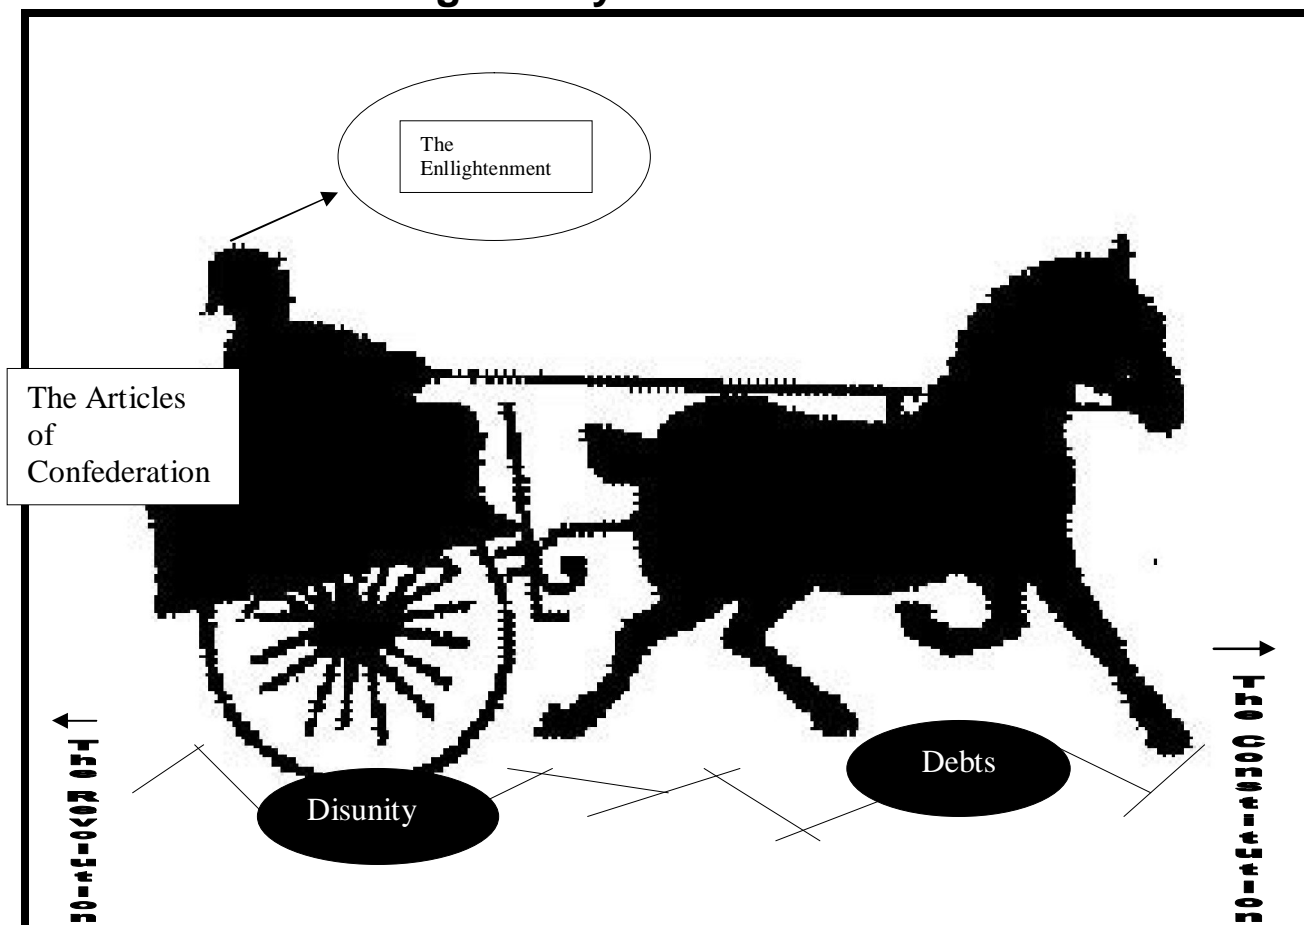 The
Enllightenment
The Articles
of
Confederation
Debts
Disunity
The Revolution
The Constitution